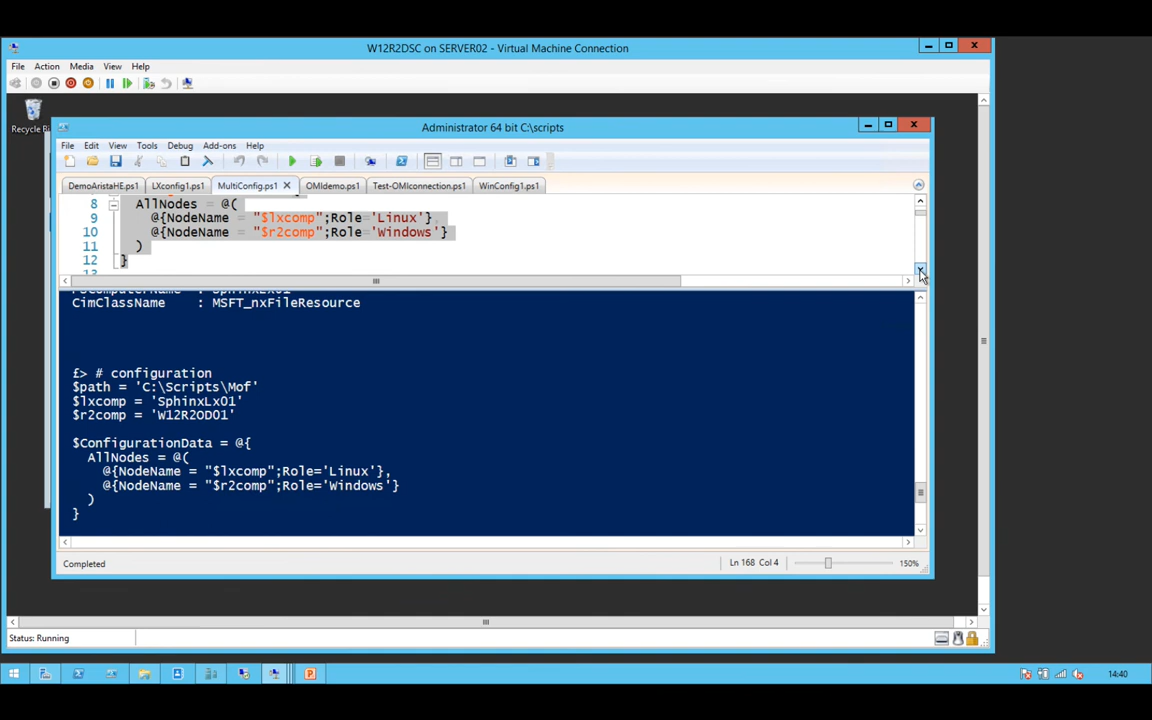 W12R2DSC on SERVER02 - Virtual Machine Connection
File Action Media View Help
Recycle Bi
Administrator 64 bit C:\scripts
File Edit View Tools Debug Add-ons Help
DemoAristaHE.ps1 LXconfig1.ps1 MultiConfig.ps1 OMIdemo.ps1 Test-OMIconnection.ps1 WinConfig1.ps1
8 AllNodes = @(
9 @{NodeName = "$lxcomp";Role='Linux'},
10 @{NodeName = "$r2comp";Role='Windows'}
11 )
12 }
13
CimClassName : MSFT_nxFileResource
£> # configuration
$path = 'C:\Scripts\Mof'
$lxcomp = 'SphinxLx01'
$r2comp = 'W12R2OD01'
$ConfigurationData = @{
AllNodes = @(
@{NodeName = "$lxcomp";Role='Linux'},
@{NodeName = "$r2comp";Role='Windows'}
)
}
Completed
Ln 168 Col 4
150%
Status: Running
14:40